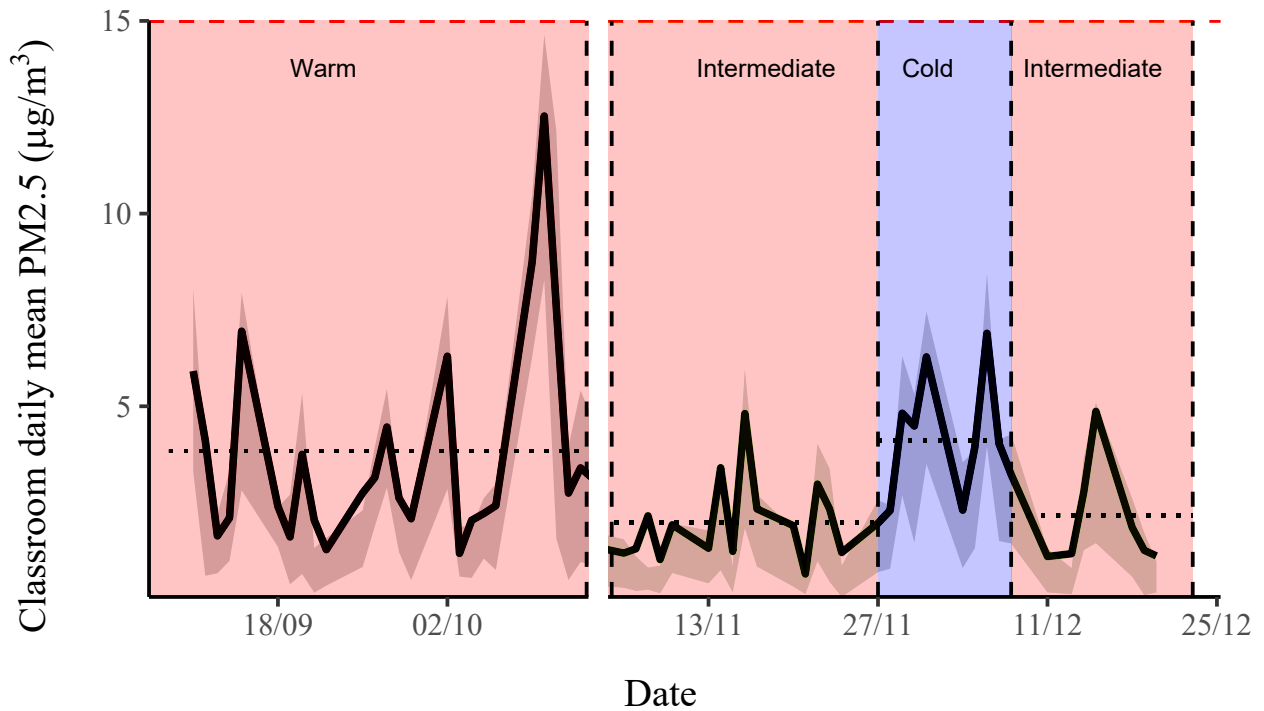 Classroom daily mean PM2.5 (μg/m³)
15
10
5
Warm
Intermediate
Cold
Intermediate
18/09
02/10
13/11
27/11
11/12
25/12
Date